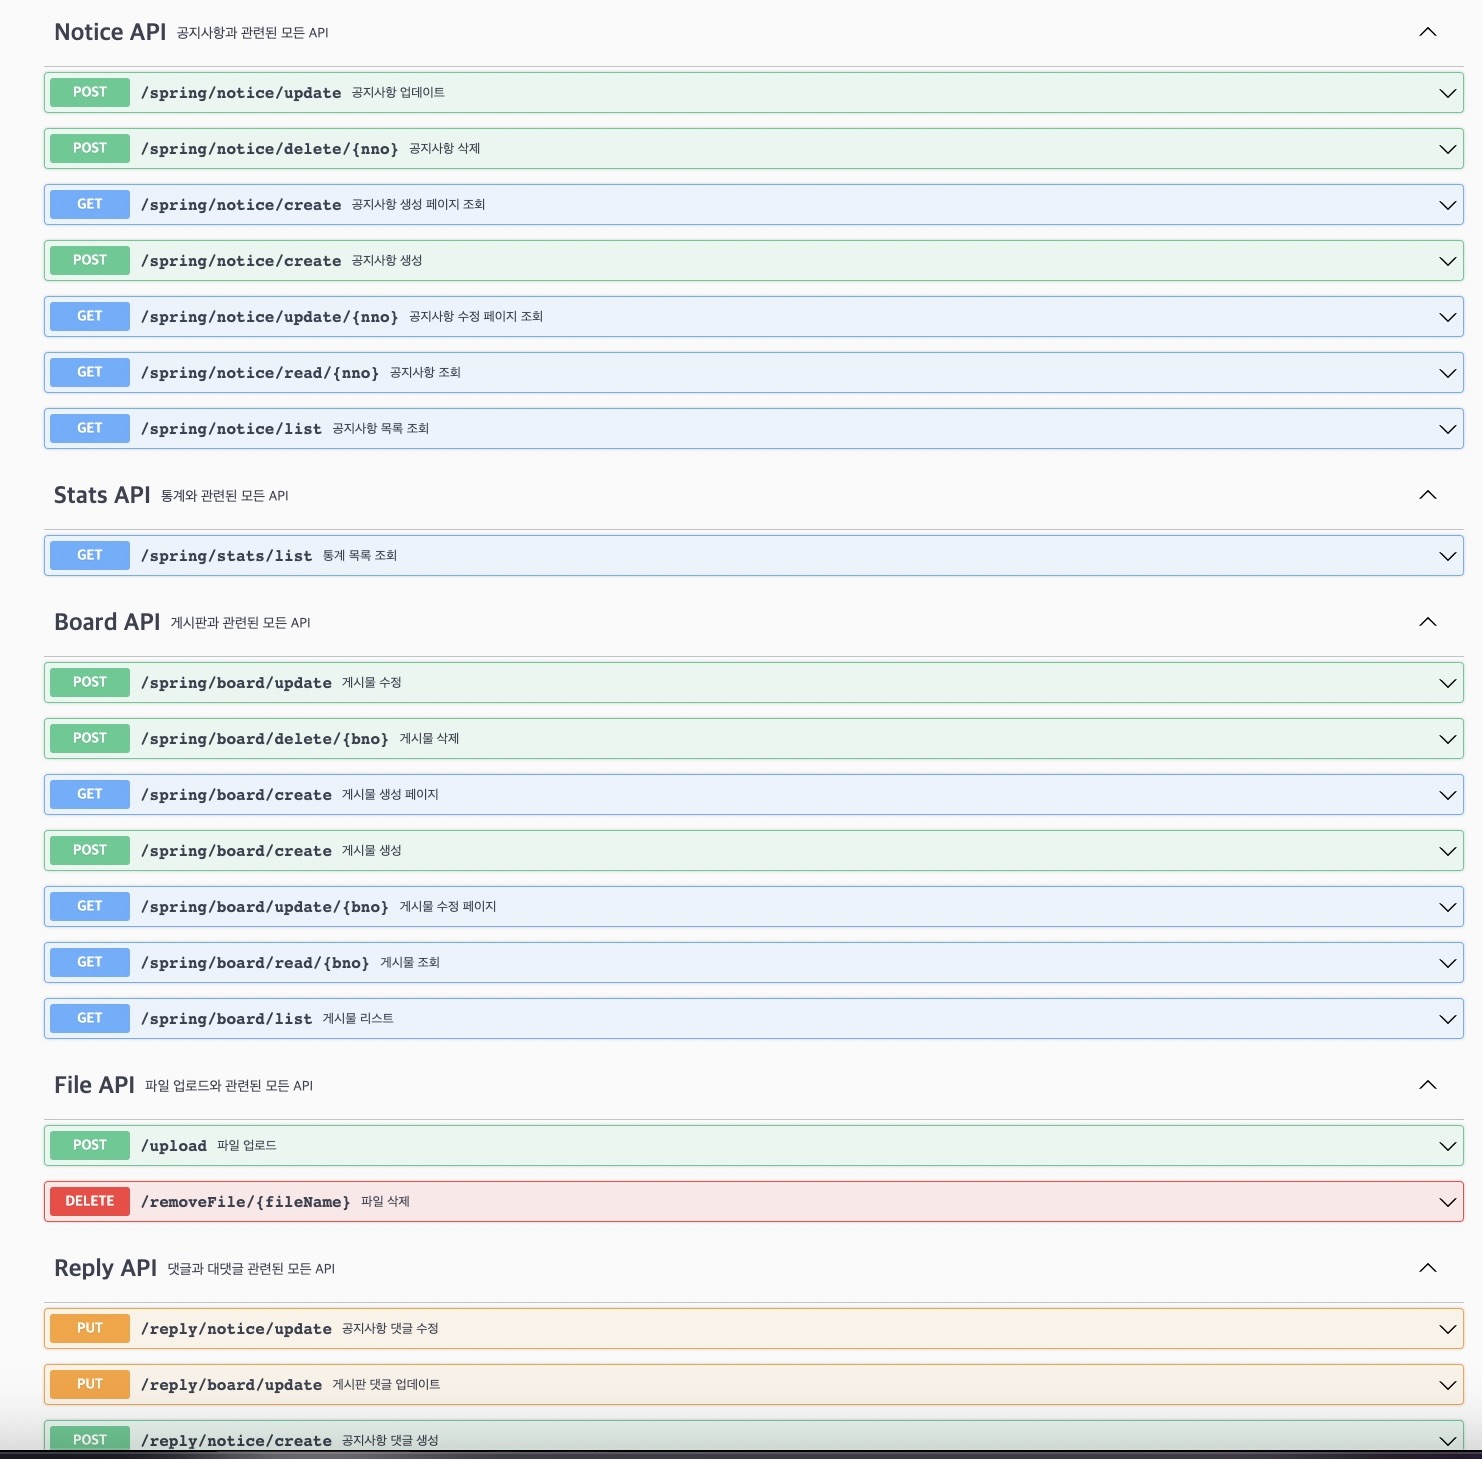 Notice API 공지사항과 관련된 모든 API
POST /spring/notice/update 공지사항 업데이트
POST /spring/notice/delete/{nno} 공지사항 삭제
GET /spring/notice/create 공지사항 생성 페이지 조회
POST /spring/notice/create 공지사항 생성
GET /spring/notice/update/{nno} 공지사항 수정 페이지 조회
GET /spring/notice/read/{nno} 공지사항 조회
GET /spring/notice/list 공지사항 목록 조회
Stats API 통계와 관련된 모든 API
GET /spring/stats/list 통계 목록 조회
Board API 게시판과 관련된 모든 API
POST /spring/board/update 게시물 수정
POST /spring/board/delete/{bno} 게시물 삭제
GET /spring/board/create 게시물 생성 페이지
POST /spring/board/create 게시물 생성
GET /spring/board/update/{bno} 게시물 수정 페이지
GET /spring/board/read/{bno} 게시물 조회
GET /spring/board/list 게시물 리스트
File API 파일 업로드와 관련된 모든 API
POST /upload 파일 업로드
DELETE /removeFile/{fileName} 파일 삭제
Reply API 댓글과 대댓글 관련된 모든 API
PUT /reply/notice/update 공지사항 댓글 수정
PUT /reply/board/update 게시판 댓글 업데이트
POST /reply/notice/create 공지사항 댓글 생성